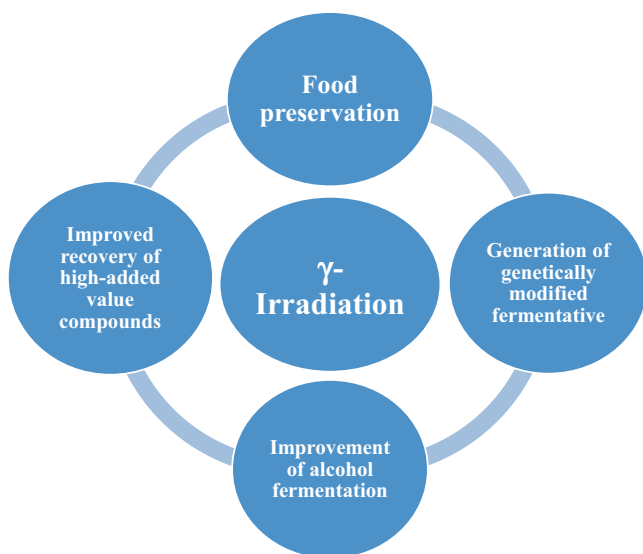 Food
preservation
Improved
recovery of
high-added
value
compounds
γ-
Irradiation
Generation of
genetically
modified
fermentative
Improvement
of alcohol
fermentation